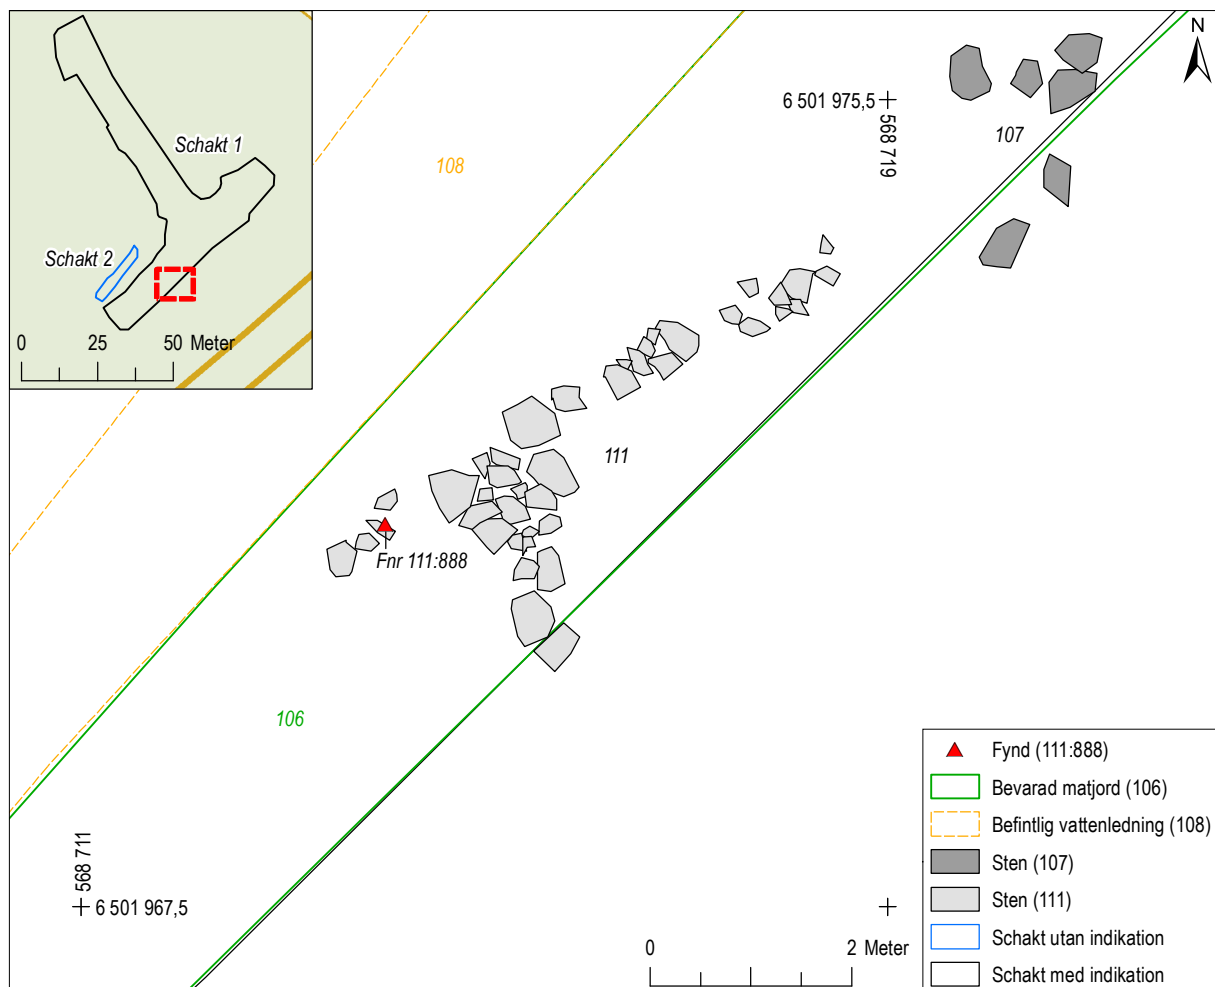 Schakt 1
Schakt 2
0 25 50 Meter
N
6 501 975,5
568 719
107
108
111
Fnr 111:888
106
568 711
6 501 967,5
0 2 Meter
Fynd (111:888)
Bevarad matjord (106)
Befintlig vattenledning (108)
Sten (107)
Sten (111)
Schakt utan indikation
Schakt med indikation